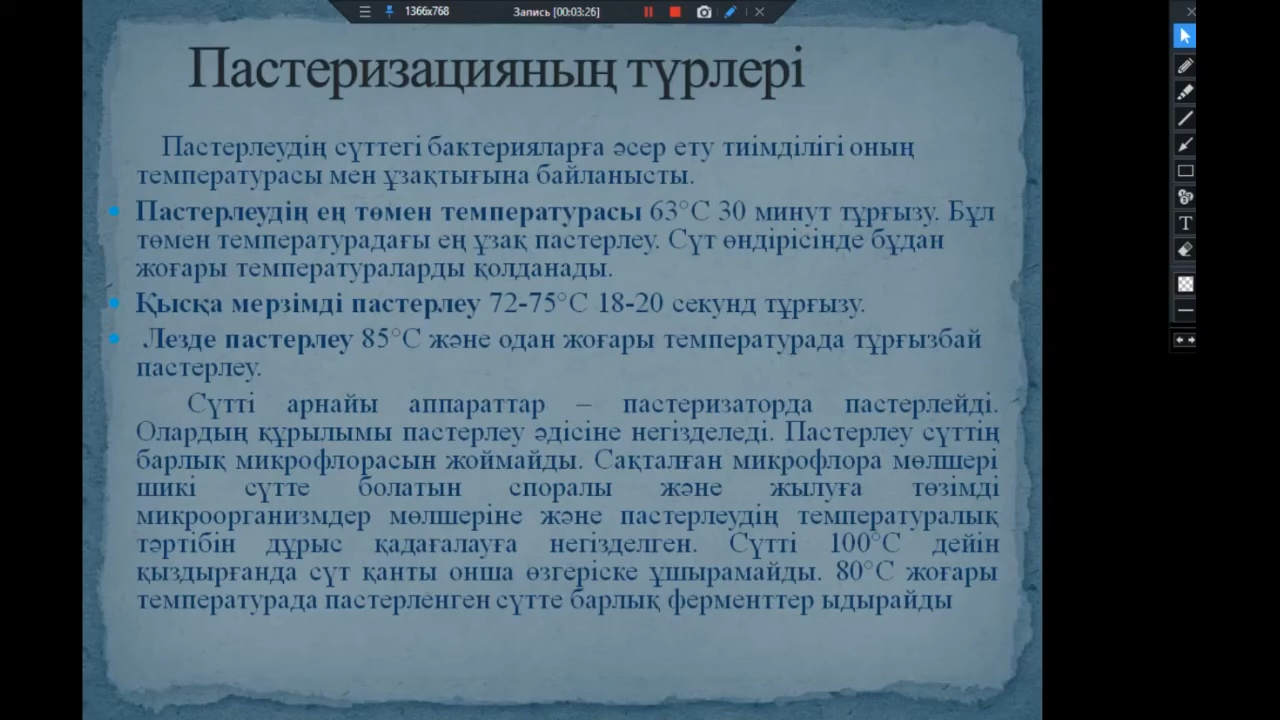 1366x768
Запись [00:03:26]
Пастеризацияның түрлері
Пастерлеудің сүттегі бактерияларға әсер ету тиімділігі оның
температурасы мен ұзақтығына байланысты.
Пастерлеудің ең төмен температурасы 63°С 30 минут тұрғызу. Бұл
төмен температурадағы ең ұзақ пастерлеу. Сүт өндірісінде бұдан
жоғары температураларды қолданады.
Қысқа мерзімді пастерлеу 72-75°С 18-20 секунд тұрғызу.
Лезде пастерлеу 85°С және одан жоғары температурада тұрғызбай
пастерлеу.
Сүтті арнайы аппараттар – пастеризаторда пастерлейді.
Олардың құрылымы пастерлеу әдісіне негізделеді. Пастерлеу сүттің
барлық микрофлорасын жоймайды. Сақталған микрофлора мөлшері
шикі сүтте болатын споралы және жылуға төзімді
микроорганизмдер мөлшеріне және пастерлеудің температуралық
тәртібін дұрыс қадағалауға негізделген. Сүтті 100°С дейін
қыздырғанда сүт қанты онша өзгеріске ұшырамайды. 80°С жоғары
температурада пастерленген сүтте барлық ферменттер ыдырайды